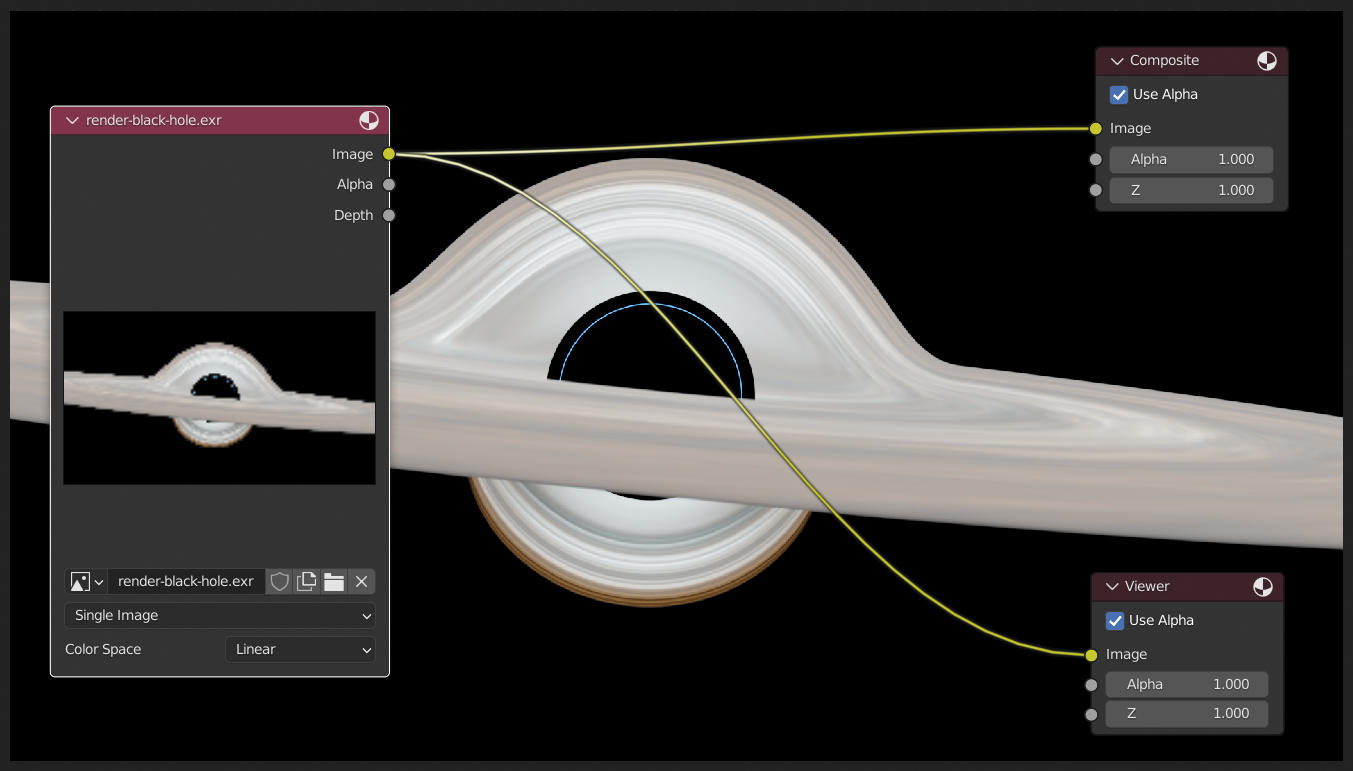 render-black-hole.exr
Image
Alpha
Depth
render-black-hole.exr
Single Image
Color Space Linear
Composite
Use Alpha
Image
Alpha 1.000
Z 1.000
Viewer
Use Alpha
Image
Alpha 1.000
Z 1.000